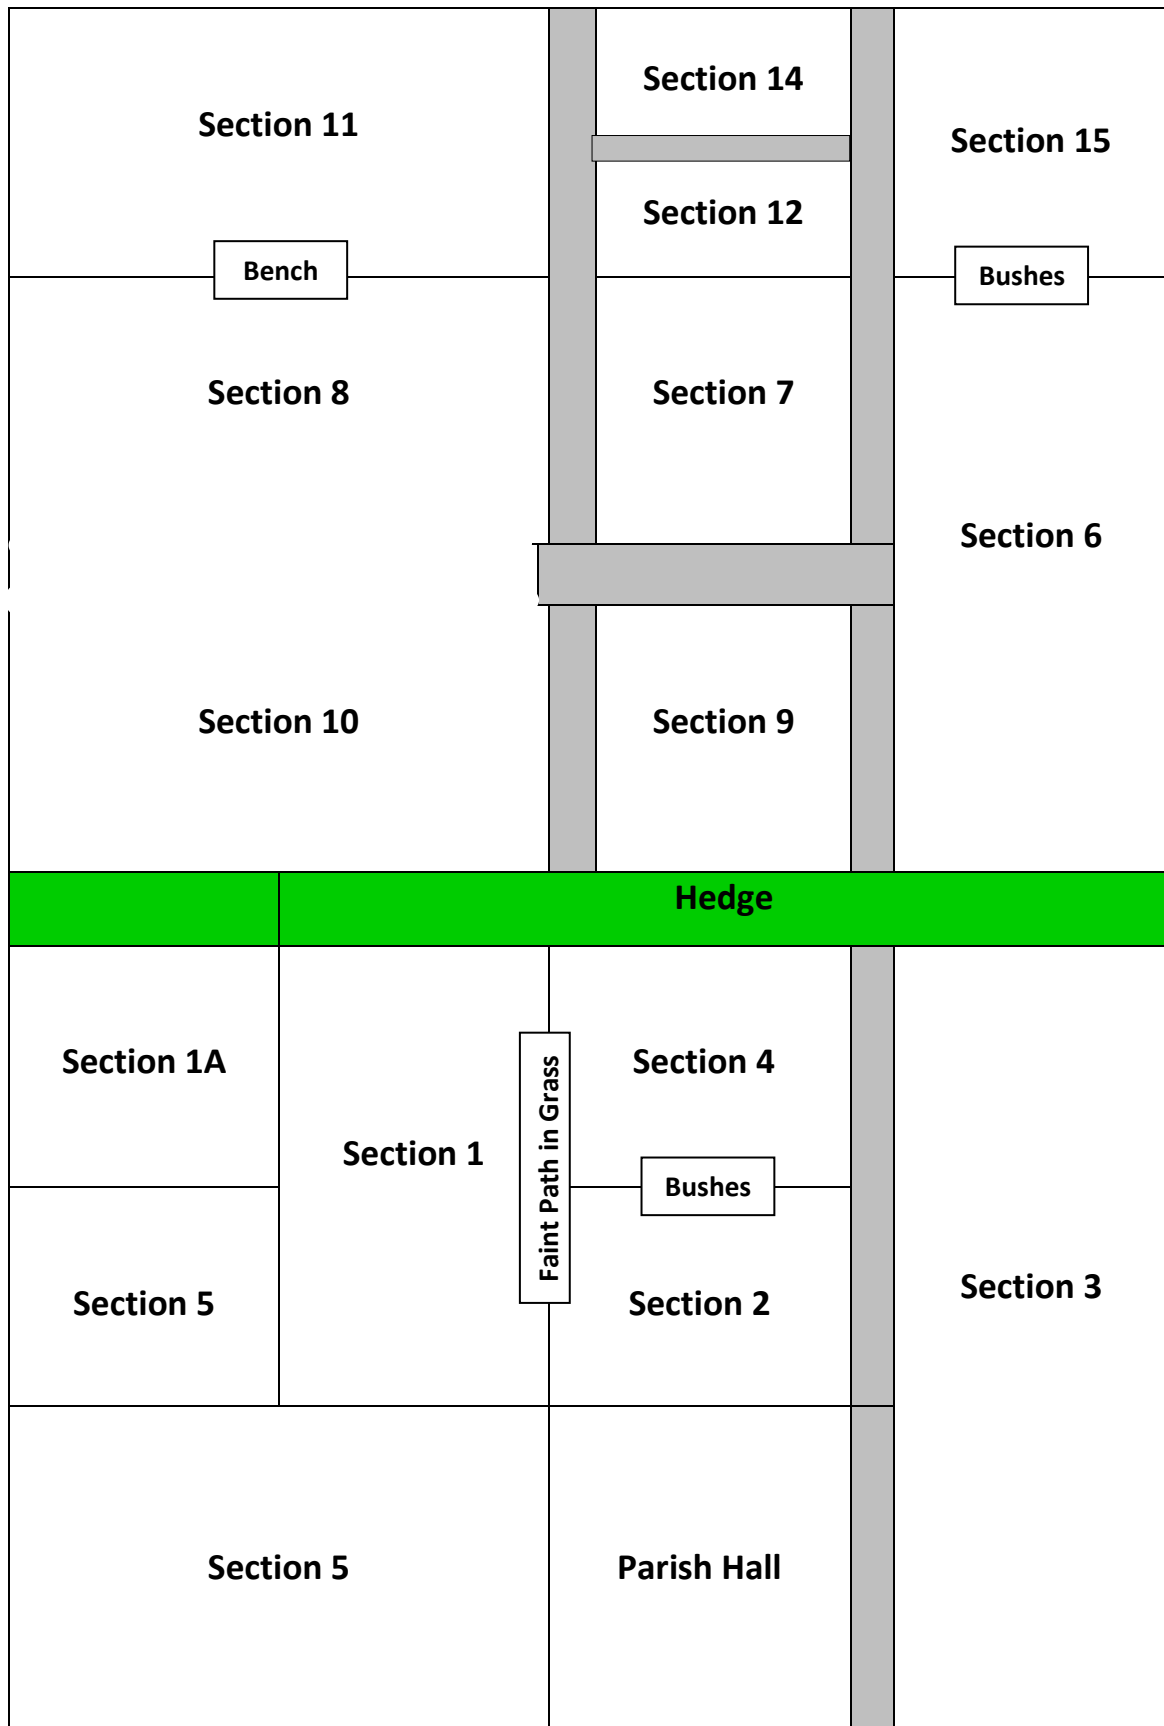 Section 14
Section 11
Section 15
Section 12
Bench
Bushes
Section 8
Section 7
Section 6
Section 10
Section 9
Hedge
Section 1A
Section 4
Faint Path in Grass
Section 1
Bushes
Section 3
Section 5
Section 2
Section 5
Parish Hall